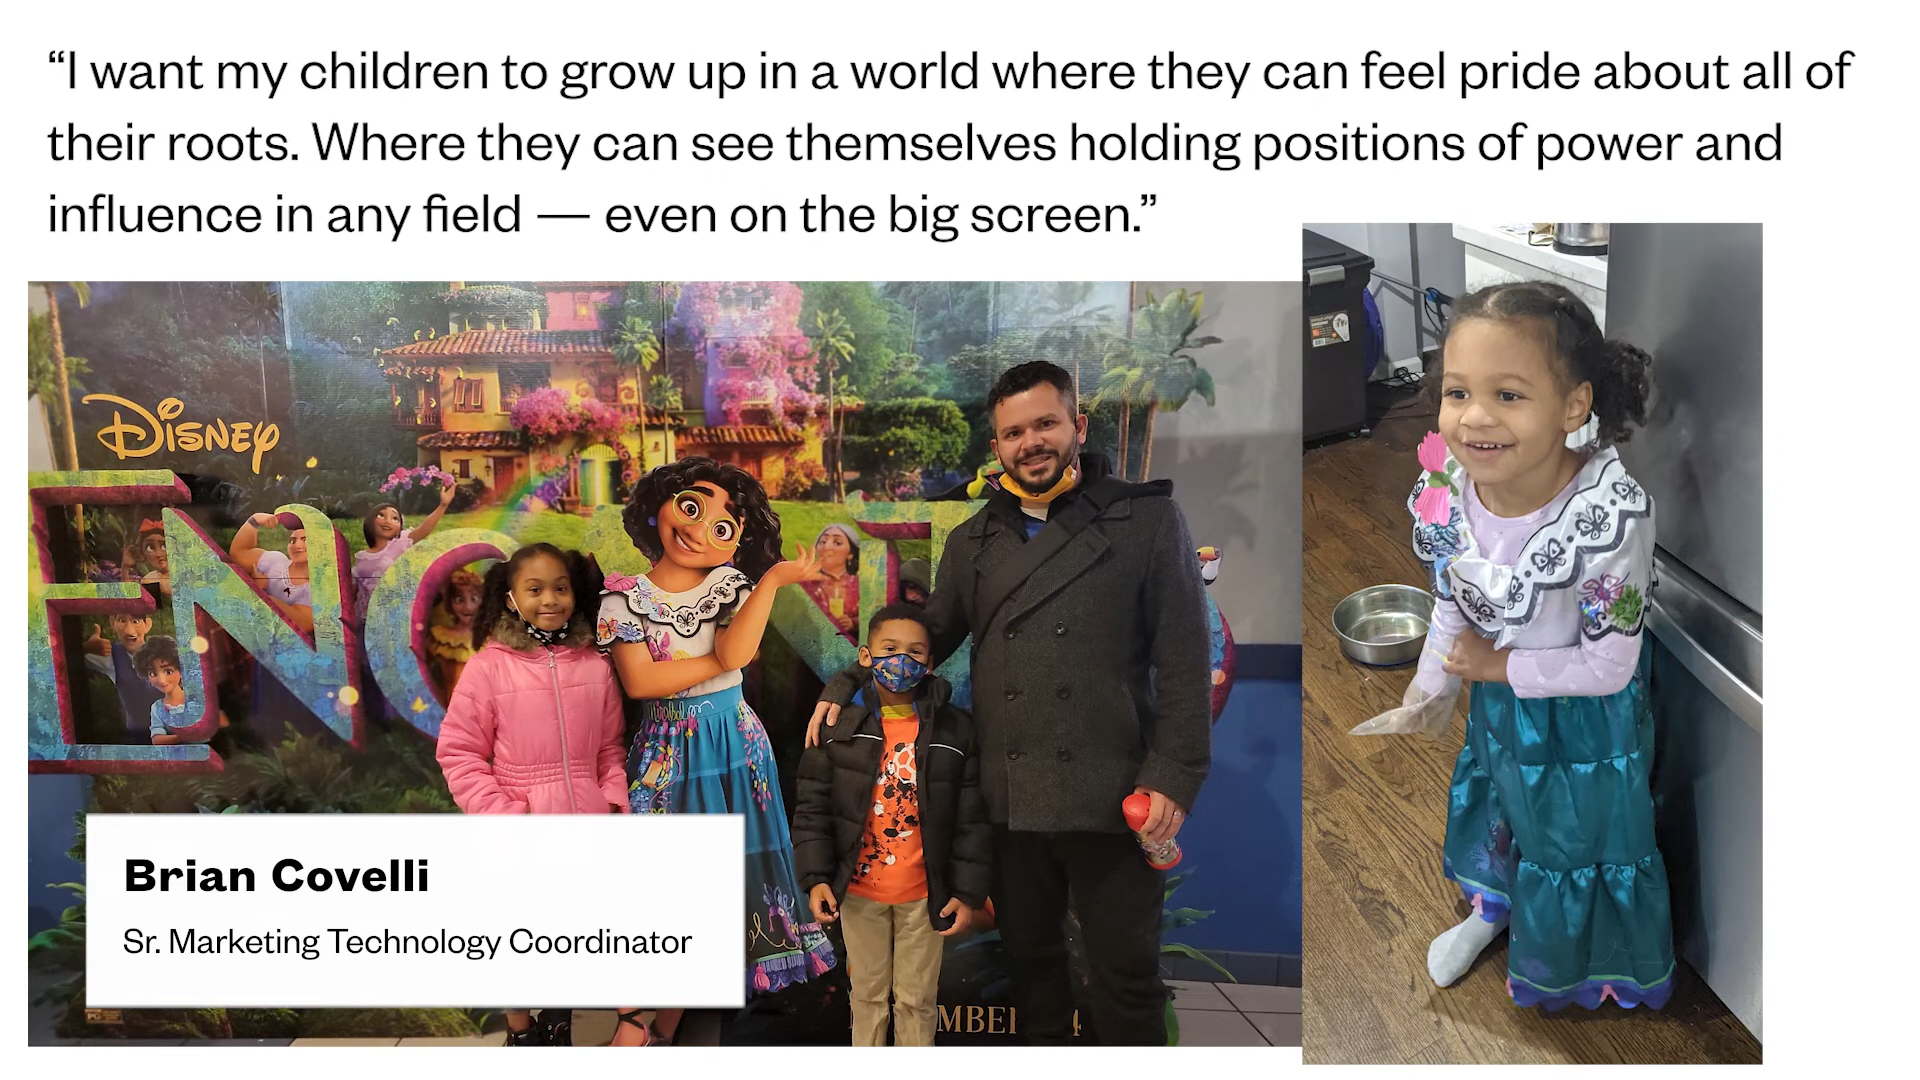 “I want my children to grow up in a world where they can feel pride about all of
their roots. Where they can see themselves holding positions of power and
influence in any field — even on the big screen.”
DISNEY
ENCANTO
Mirabel
Brian Covelli
Sr. Marketing Technology Coordinator